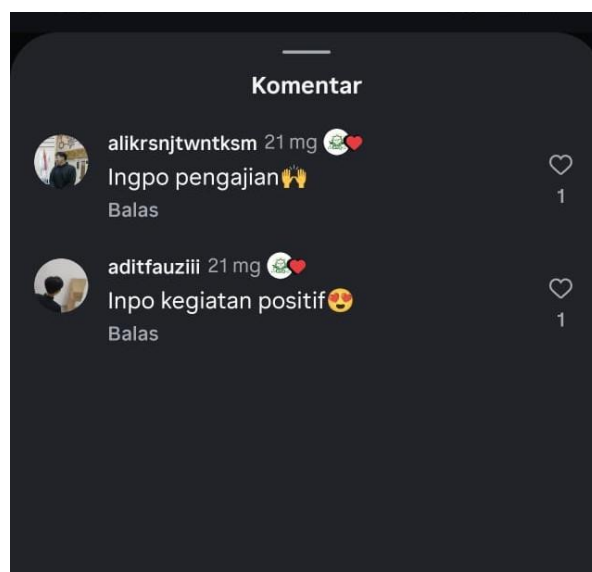 Komentar
alikrsnjtwntksm 21 mg
Ingpo pengajian🙌
1
Balas
aditfauziii 21 mg
Inpo kegiatan positif😍
1
Balas